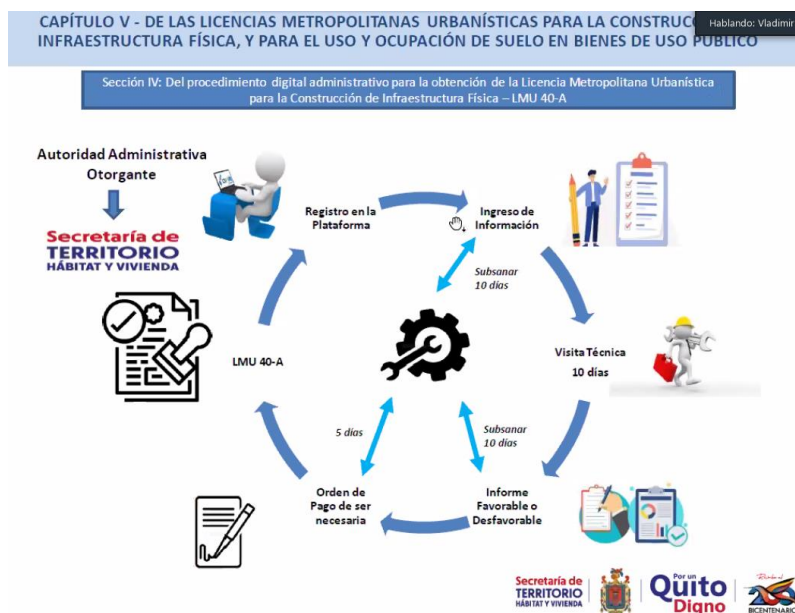 CAPÍTULO V - DE LAS LICENCIAS METROPOLITANAS URBANÍSTICAS PARA LA CONSTRUCC
INFRAESTRUCTURA FÍSICA, Y PARA EL USO Y OCUPACIÓN DE SUELO EN BIENES DE USO PÚBLICO
Hablando: Vladimir
Sección IV: Del procedimiento digital administrativo para la obtención de la Licencia Metropolitana Urbanística
para la Construcción de Infraestructura Física – LMU 40-A
Autoridad Administrativa
Otorgante
Secretaría de
TERRITORIO
HÁBITAT Y VIVIENDA
Registro en la
Plataforma
Ingreso de
Información
Subsanar
10 días
Visita Técnica
10 días
LMU 40-A
5 días
Subsanar
10 días
Orden de
Pago de ser
necesaria
Informe
Favorable o
Desfavorable
Secretaría de
TERRITORIO
HÁBITAT Y VIVIENDA
Por un
Quito
Digno
BICENTENARIO